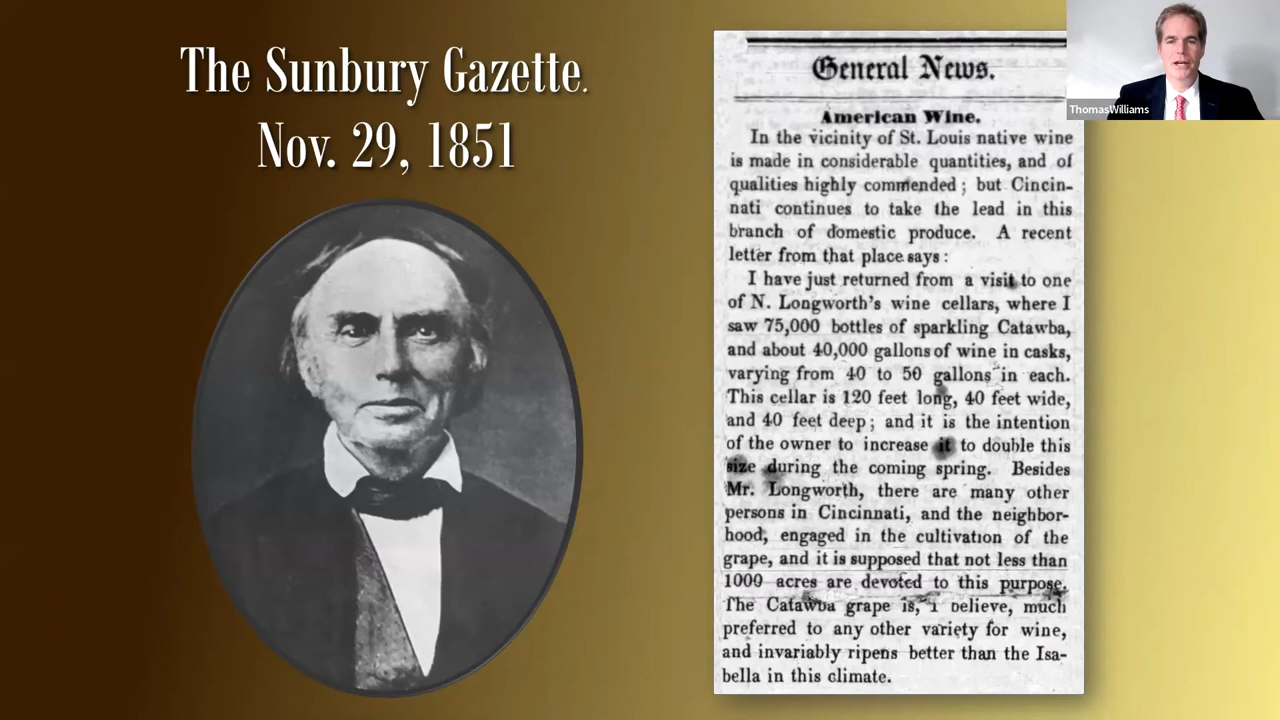 The Sunbury Gazette.
Nov. 29, 1851
General News.
American Wine.
In the vicinity of St. Louis native wine
is made in considerable quantities, and of
qualities highly commended ; but Cincin-
nati continues to take the lead in this
branch of domestic produce. A recent
letter from that place says :
I have just returned from a visit to one
of N. Longworth's wine cellars, where I
saw 75,000 bottles of sparkling Catawba,
and about 40,000 gallons of wine in casks,
varying from 40 to 50 gallons in each.
This cellar is 120 feet long, 40 feet wide,
and 40 feet deep ; and it is the intention
of the owner to increase it to double this
size during the coming spring. Besides
Mr. Longworth, there are many other
persons in Cincinnati, and the neighbor-
hood, engaged in the cultivation of the
grape, and it is supposed that not less than
1000 acres are devoted to this purpose.
The Catawba grape is, I believe, much
preferred to any other variety for wine,
and invariably ripens better than the Isa-
bella in this climate.
ThomasWilliams